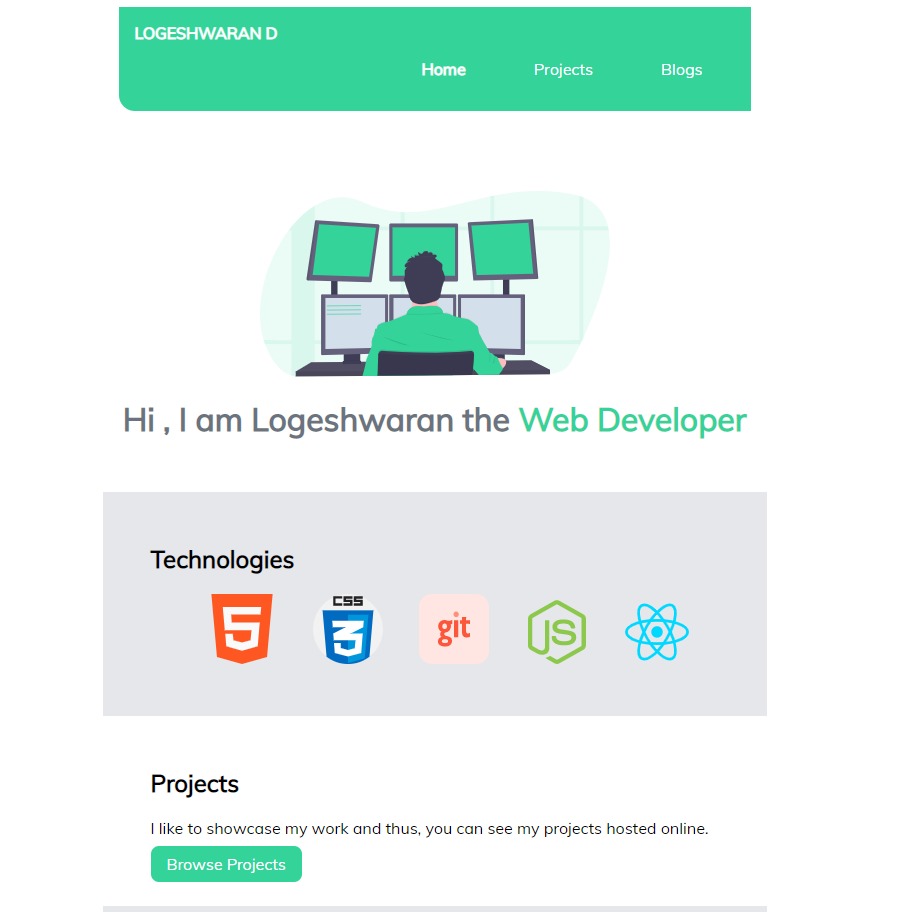 LOGESHWARAN D
Home Projects Blogs
Hi , I am Logeshwaran the Web Developer
Technologies
5 CSS 3 git JS
Projects
I like to showcase my work and thus, you can see my projects hosted online.
Browse Projects